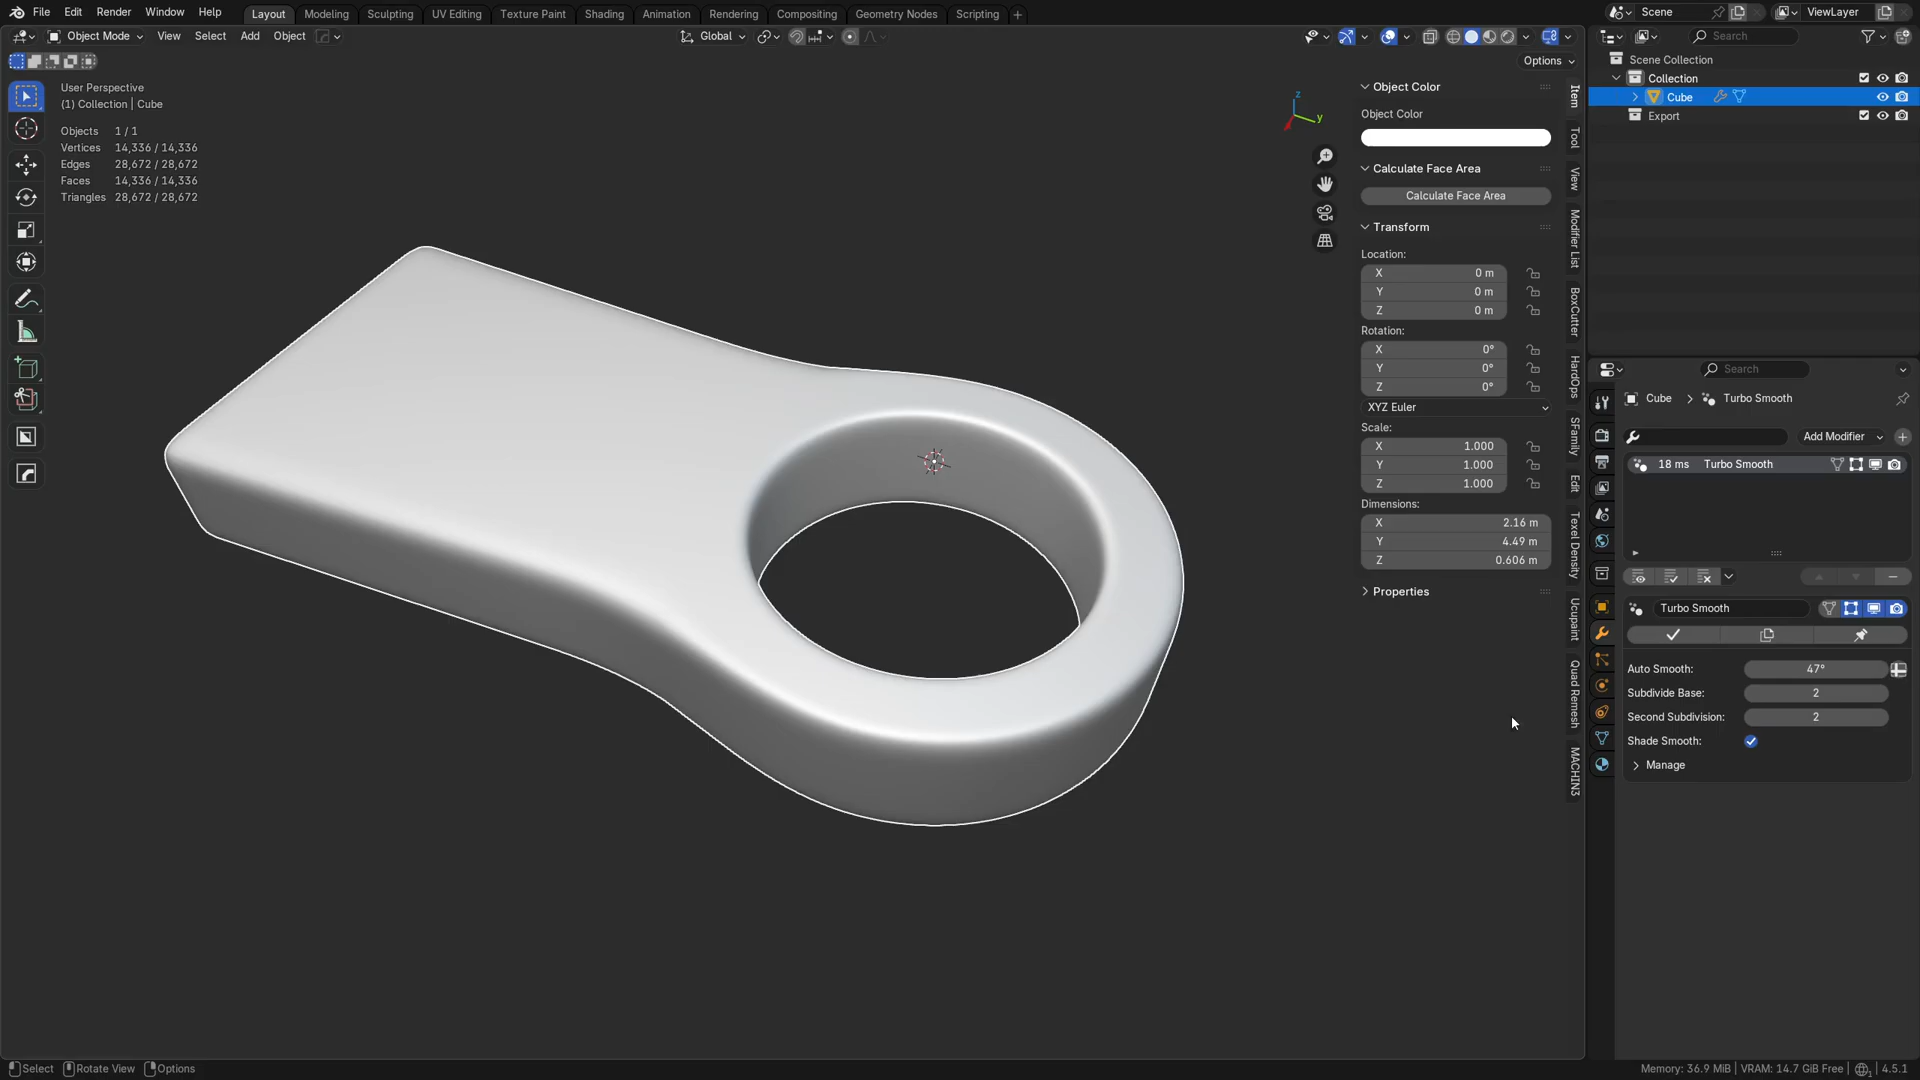 File Edit Render Window Help Layout Modeling Sculpting UV Editing Texture Paint Shading Animation Rendering Compositing Geometry Nodes Scripting + Scene ViewLayer
Object Mode View Select Add Object Global Search
Options
User Perspective
(1) Collection | Cube
Objects 1 / 1
Vertices 14,336 / 14,336
Edges 28,672 / 28,672
Faces 14,336 / 14,336
Triangles 28,672 / 28,672
z
y
Object Color
Object Color
Calculate Face Area
Calculate Face Area
Transform
Location:
X 0 m
Y 0 m
Z 0 m
Rotation:
X 0°
Y 0°
Z 0°
XYZ Euler
Scale:
X 1.000
Y 1.000
Z 1.000
Dimensions:
X 2.16 m
Y 4.49 m
Z 0.606 m
Properties
Item
Tool
View
Modifier List
BoxCutter
HardOps
SFamily
Edit
Texel Density
Ucupaint
Quad Remesh
MACHIN3
Scene Collection
Collection
Cube
Export
Search
Cube Turbo Smooth
Add Modifier
18 ms Turbo Smooth
Turbo Smooth
Auto Smooth: 47°
Subdivide Base: 2
Second Subdivision: 2
Shade Smooth:
Manage
Select Rotate View Options Memory: 36.9 MiB | VRAM: 14.7 GiB Free | 4.5.1